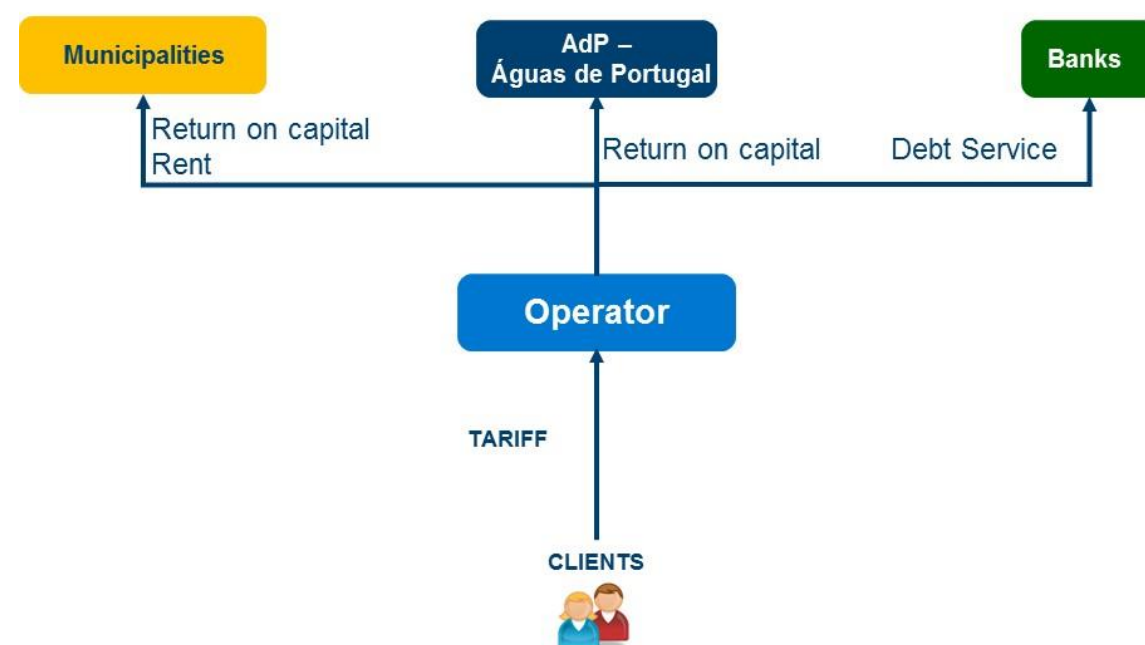 Municipalities
AdP –
Águas de Portugal
Banks
Return on capital
Rent
Return on capital
Debt Service
Operator
TARIFF
CLIENTS